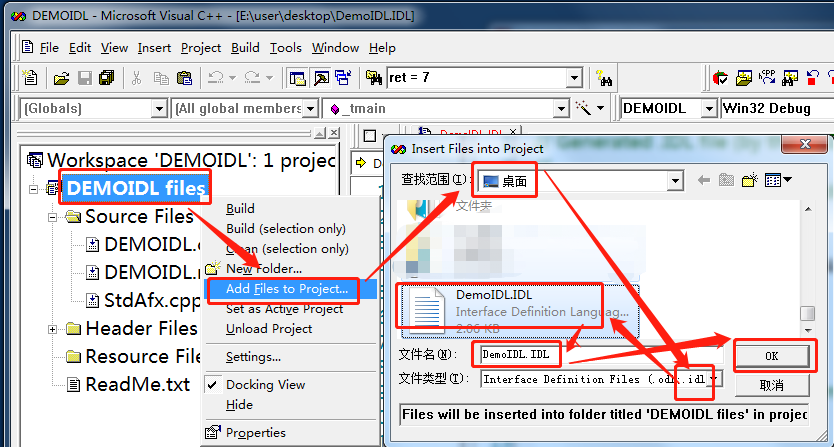 DEMOIDL - Microsoft Visual C++ - [E:\user\desktop\DemoIDL.IDL]
File Edit View Insert Project Build Tools Window Help
ret = 7
(Globals)
(All global members
_tmain
DEMOIDL
Win32 Debug
Workspace 'DEMOIDL': 1 projec
DEMOIDL files
Source Files
DEMOIDL.
DEMOIDL.
StdAfx.cpp
Header Files
Resource File
ReadMe.txt
Build
Build (selection only)
Clean (selection only)
New Folder...
Add Files to Project...
Set as Active Project
Unload Project
Settings...
Docking View
Hide
Properties
DemoIDL.IDL
Generated .IDL file (by
Insert Files into Project
查找范围(I):
桌面
文件夹
DemoIDL.IDL
Interface Definition Languag...
2.06 KB
文件名(N):
DemoIDL.IDL
OK
文件类型(T):
Interface Definition Files (.odl,.idl
取消
Files will be inserted into folder titled 'DEMOIDL files' in projec